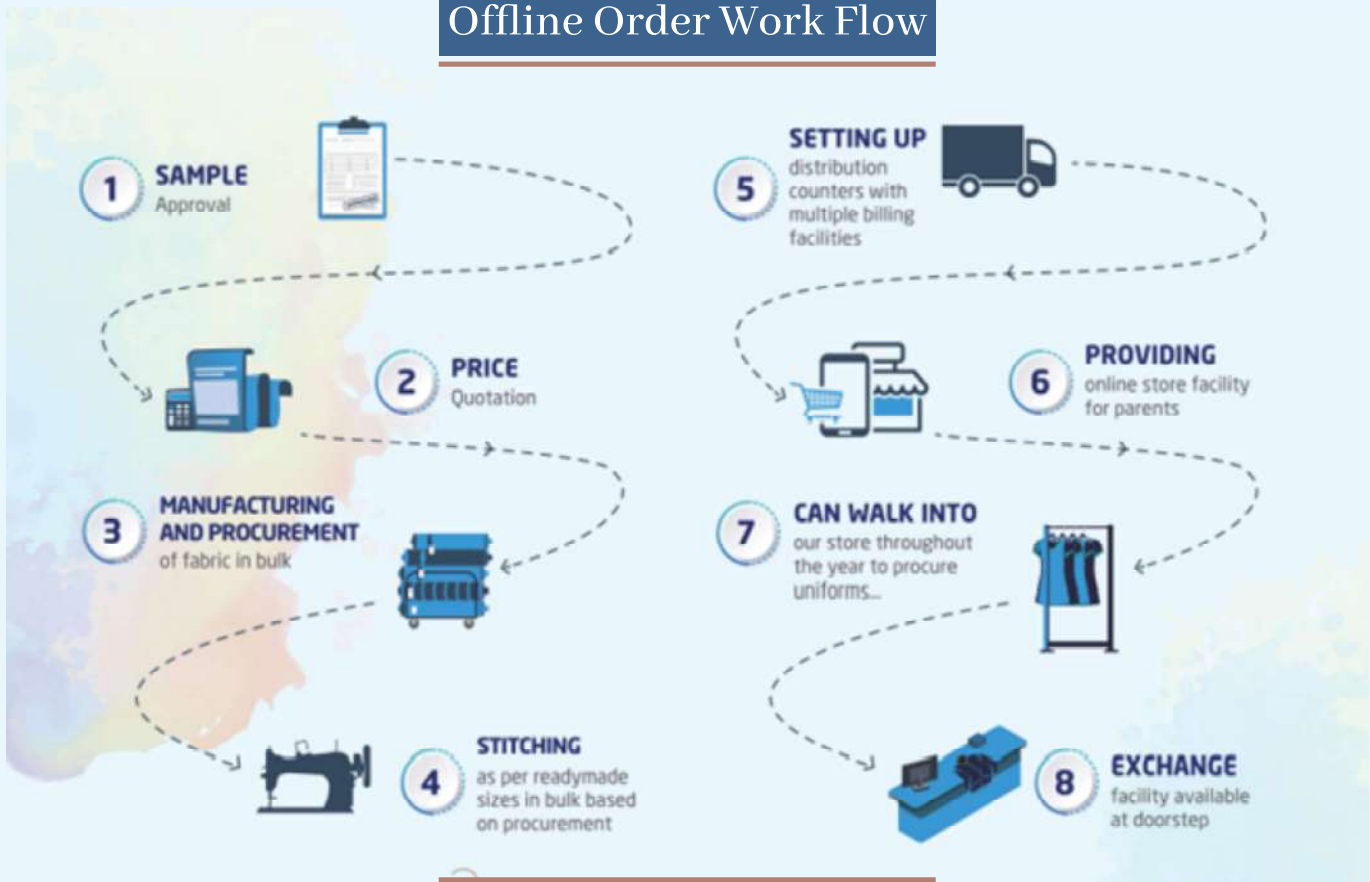 Offline Order Work Flow
1
SAMPLE
Approval
2
PRICE
Quotation
3
MANUFACTURING
AND PROCUREMENT
of fabric in bulk
4
STITCHING
as per readymade
sizes in bulk based
on procurement
5
SETTING UP
distribution
counters with
multiple billing
facilities
6
PROVIDING
online store facility
for parents
7
CAN WALK INTO
our store throughout
the year to procure
uniforms...
8
EXCHANGE
facility available
at doorstep